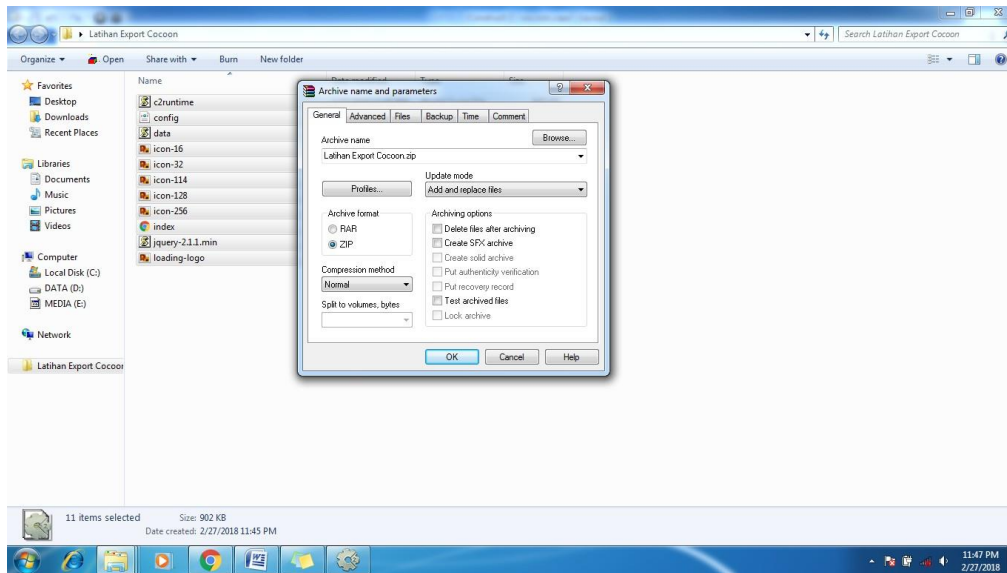 Latihan Export Cocoon
Search Latihan Export Cocoon
Organize
Open
Share with
Burn
New folder
Favorites
Desktop
Downloads
Recent Places
Libraries
Documents
Music
Pictures
Videos
Computer
Local Disk (C:)
DATA (D:)
MEDIA (E:)
Network
Latihan Export Cocoon
Name
c2runtime
config
data
icon-16
icon-32
icon-114
icon-128
icon-256
index
jquery-2.1.1.min
loading-logo
Archive name and parameters
General
Advanced
Files
Backup
Time
Comment
Archive name
Browse...
Latihan Export Cocoon.zip
Profiles...
Update mode
Add and replace files
Archive format
RAR
ZIP
Compression method
Normal
Split to volumes, bytes
Archiving options
Delete files after archiving
Create SFX archive
Create solid archive
Put authenticity verification
Put recovery record
Test archived files
Lock archive
OK
Cancel
Help
11 items selected
Size: 902 KB
Date created: 2/27/2018 11:45 PM
11:47 PM
2/27/2018